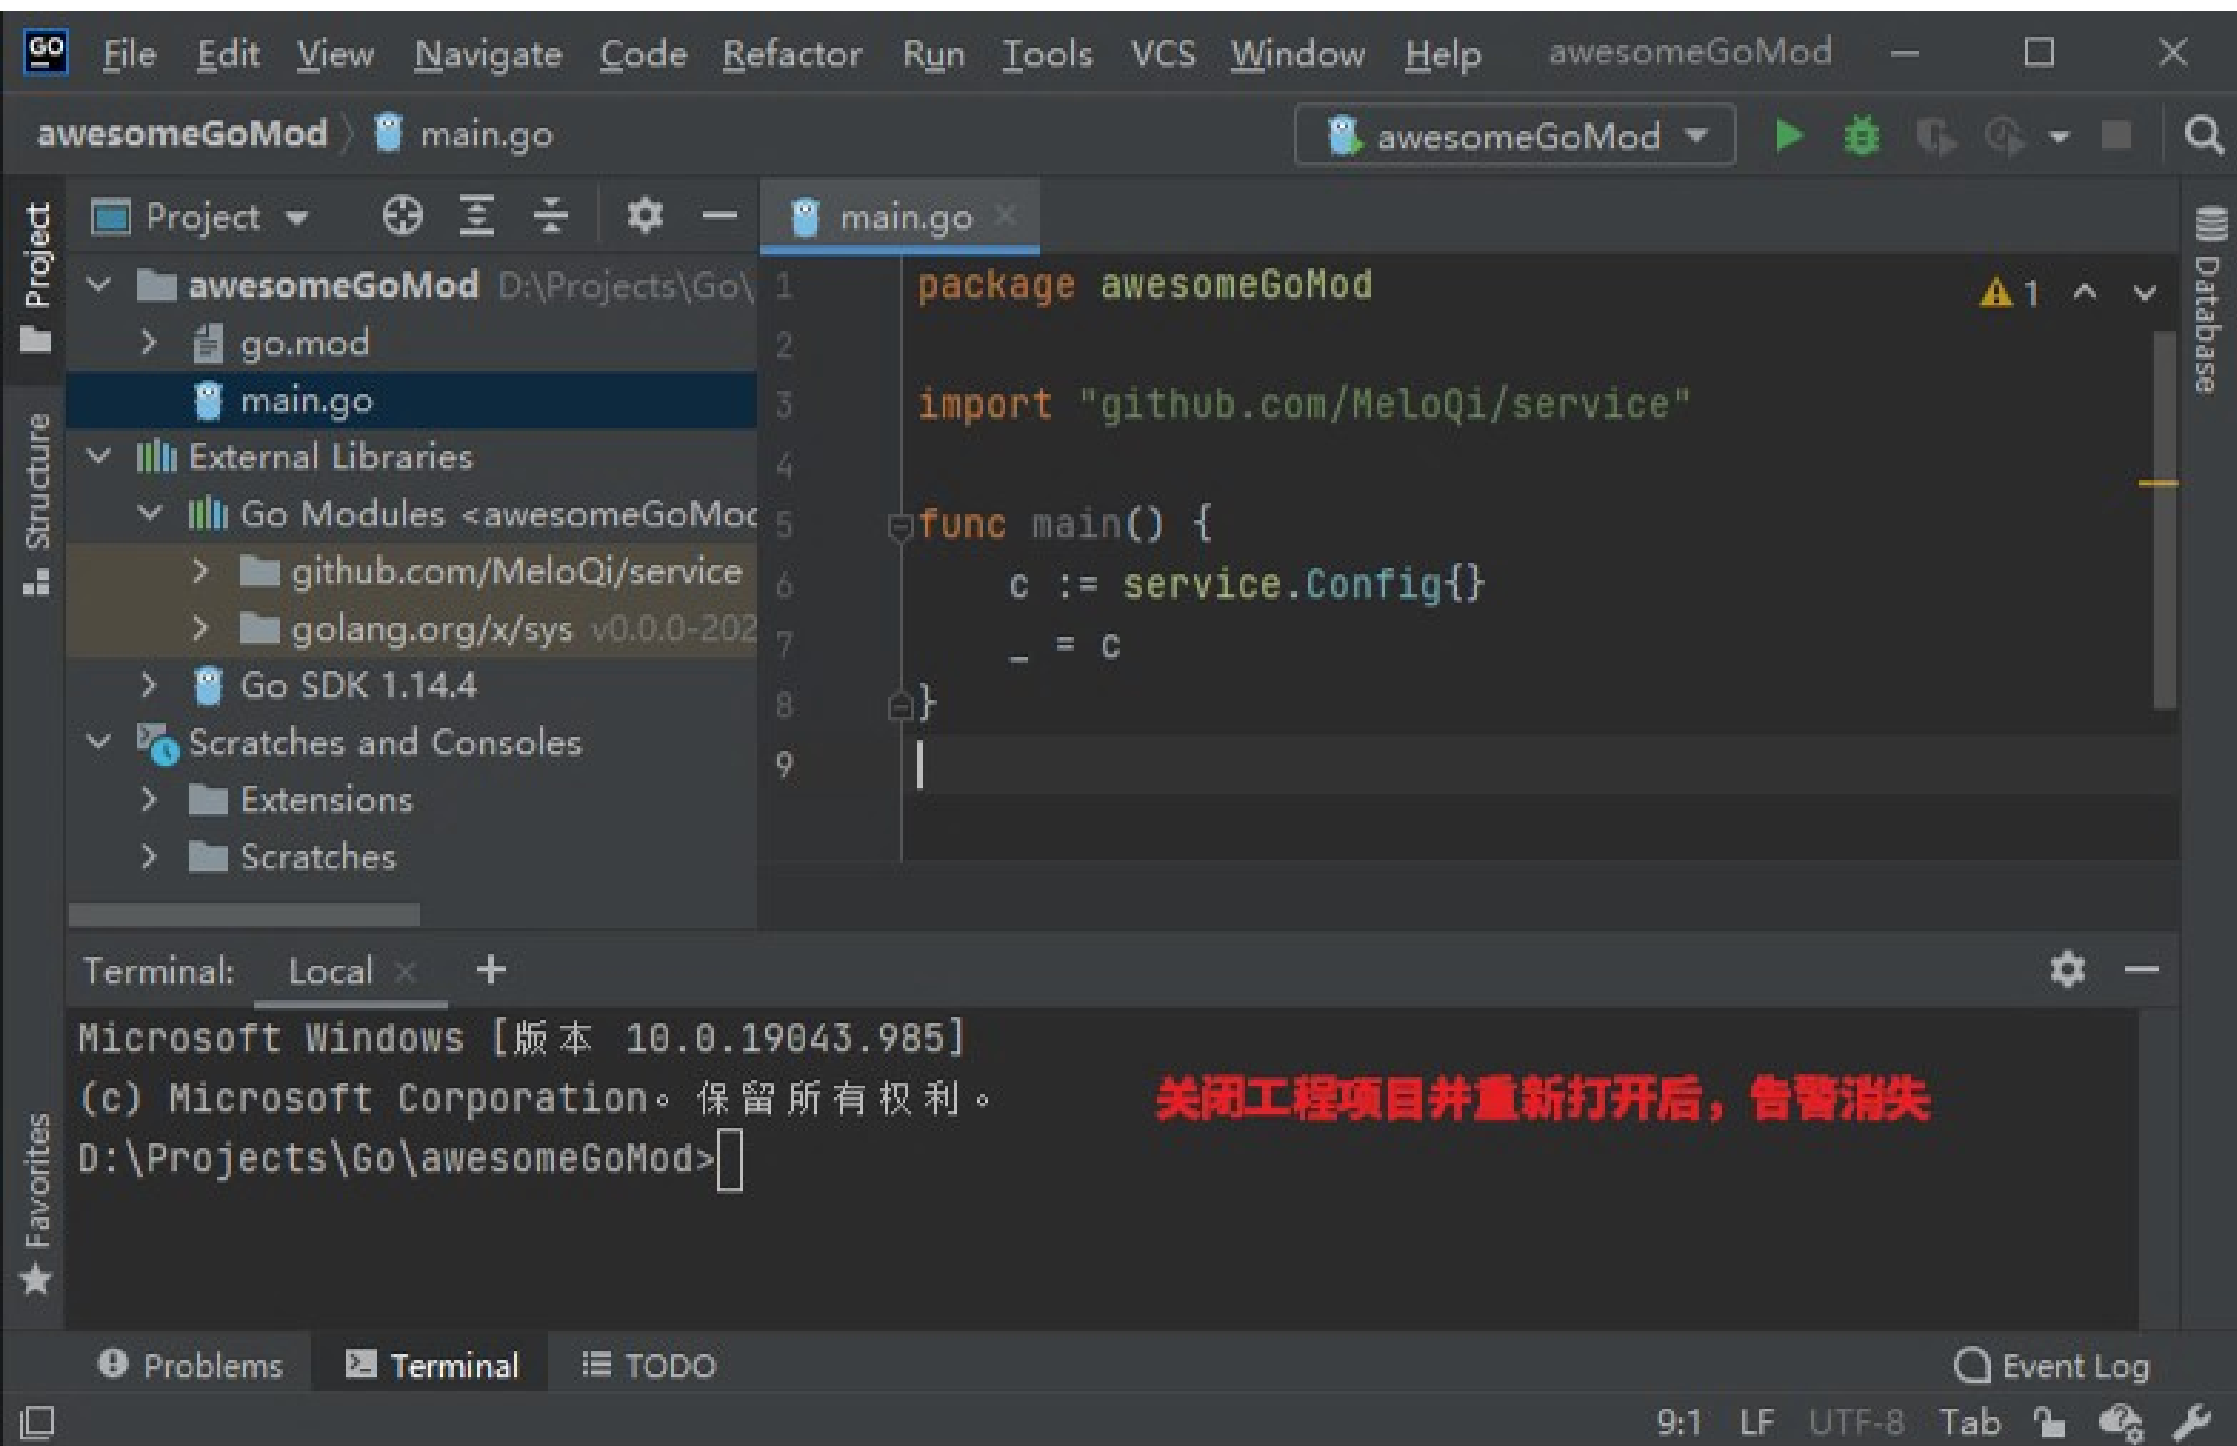 GO File Edit View Navigate Code Refactor Run Tools VCS Window Help awesomeGoMod
awesomeGoMod main.go awesomeGoMod
Project
Project
Structure
Favorites
awesomeGoMod D:\Projects\Go\
go.mod
main.go
External Libraries
Go Modules <awesomeGoMod
github.com/MeloQi/service
golang.org/x/sys v0.0.0-202
Go SDK 1.14.4
Scratches and Consoles
Extensions
Scratches
main.go
1 package awesomeGoMod
2
3 import "github.com/MeloQi/service"
4
5 func main() {
6 c := service.Config{}
7 _ = c
8 }
9
1
Database
Terminal: Local +
Microsoft Windows [版本 10.0.19043.985]
(c) Microsoft Corporation。保留所有权利。
D:\Projects\Go\awesomeGoMod>
关闭工程项目并重新打开后，告警消失
Problems Terminal TODO Event Log
9:1 LF UTF-8 Tab